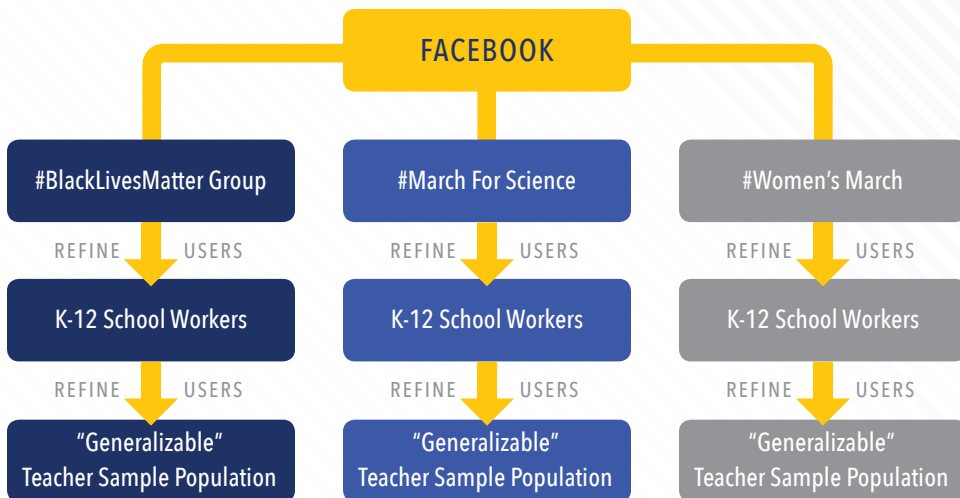 FACEBOOK
#BlackLivesMatter Group
#March For Science
#Women's March
REFINE USERS
REFINE USERS
REFINE USERS
K-12 School Workers
K-12 School Workers
K-12 School Workers
REFINE USERS
REFINE USERS
REFINE USERS
"Generalizable"
Teacher Sample Population
"Generalizable"
Teacher Sample Population
"Generalizable"
Teacher Sample Population